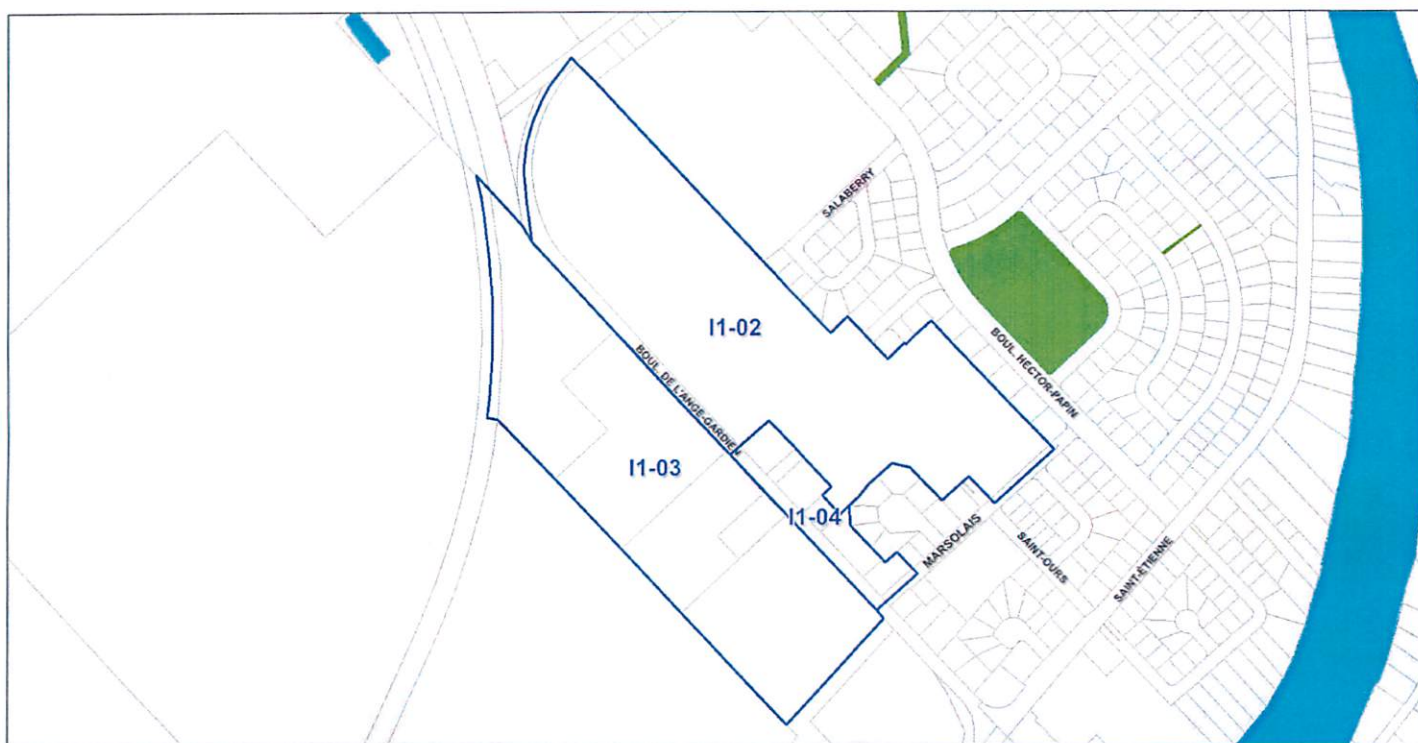 SALABERRY
I1-02
BOUL. HECTOR-PAPIN
BOUL. DE L'ANGE-GARDIEN
I1-03
I1-04
MARSOLAIS
SAINT-OURS
SAINT-ÉTIENNE